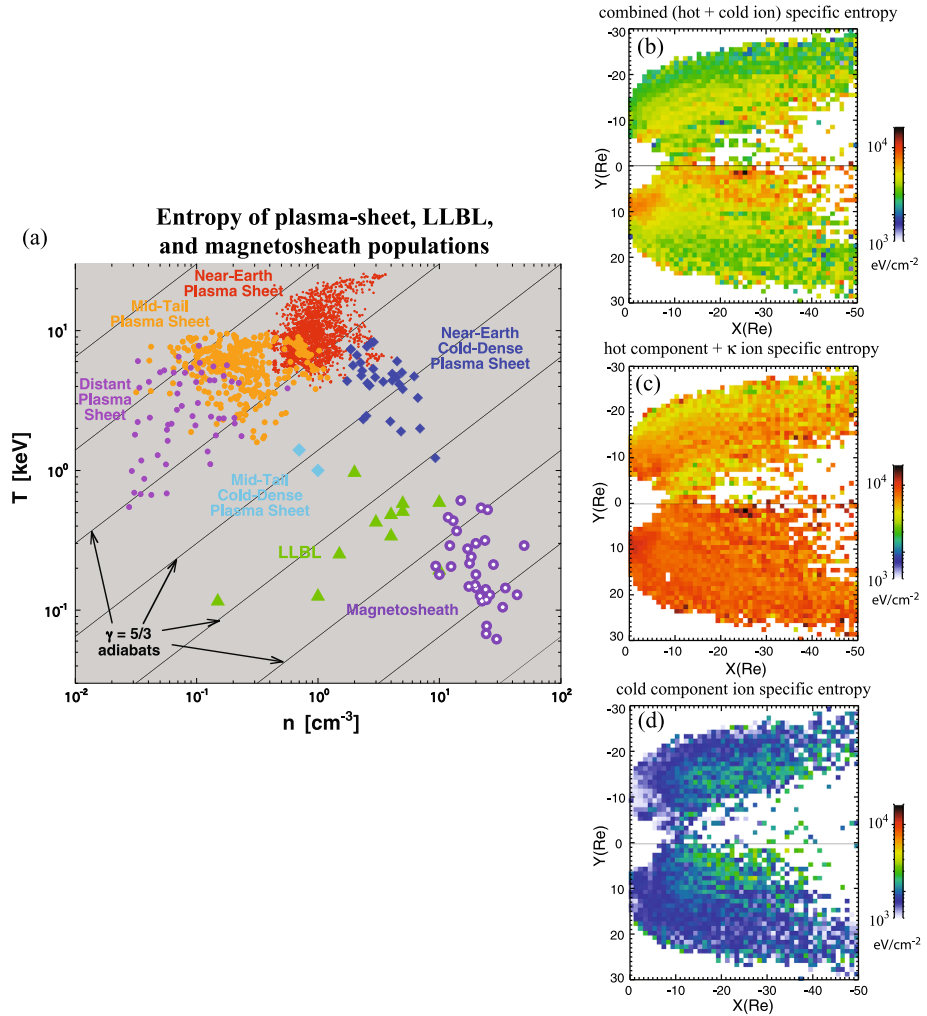 (a)
Entropy of plasma-sheet, LLBL,
and magnetosheath populations
Near-Earth
Plasma Sheet
Mid-Tail
Plasma Sheet
Near-Earth
Cold-Dense
Plasma Sheet
Distant
Plasma
Sheet
Mid-Tail
Cold-Dense
Plasma Sheet
LLBL
Magnetosheath
γ = 5/3
adiabats
T [keV]
10¹
10⁰
10⁻¹
10⁻² 10⁻¹ 10⁰ 10¹ 10²
n [cm⁻³]
combined (hot + cold ion) specific entropy
(b)
-30
-20
-10
0
10
20
30
Y(Re)
0 -10 -20 -30 -40 -50
X(Re)
10⁴
10³
eV/cm⁻²
hot component + κ ion specific entropy
(c)
-30
-20
-10
0
10
20
30
Y(Re)
0 -10 -20 -30 -40 -50
X(Re)
10⁴
10³
eV/cm⁻²
cold component ion specific entropy
(d)
-30
-20
-10
0
10
20
30
Y(Re)
0 -10 -20 -30 -40 -50
X(Re)
10⁴
10³
eV/cm⁻²